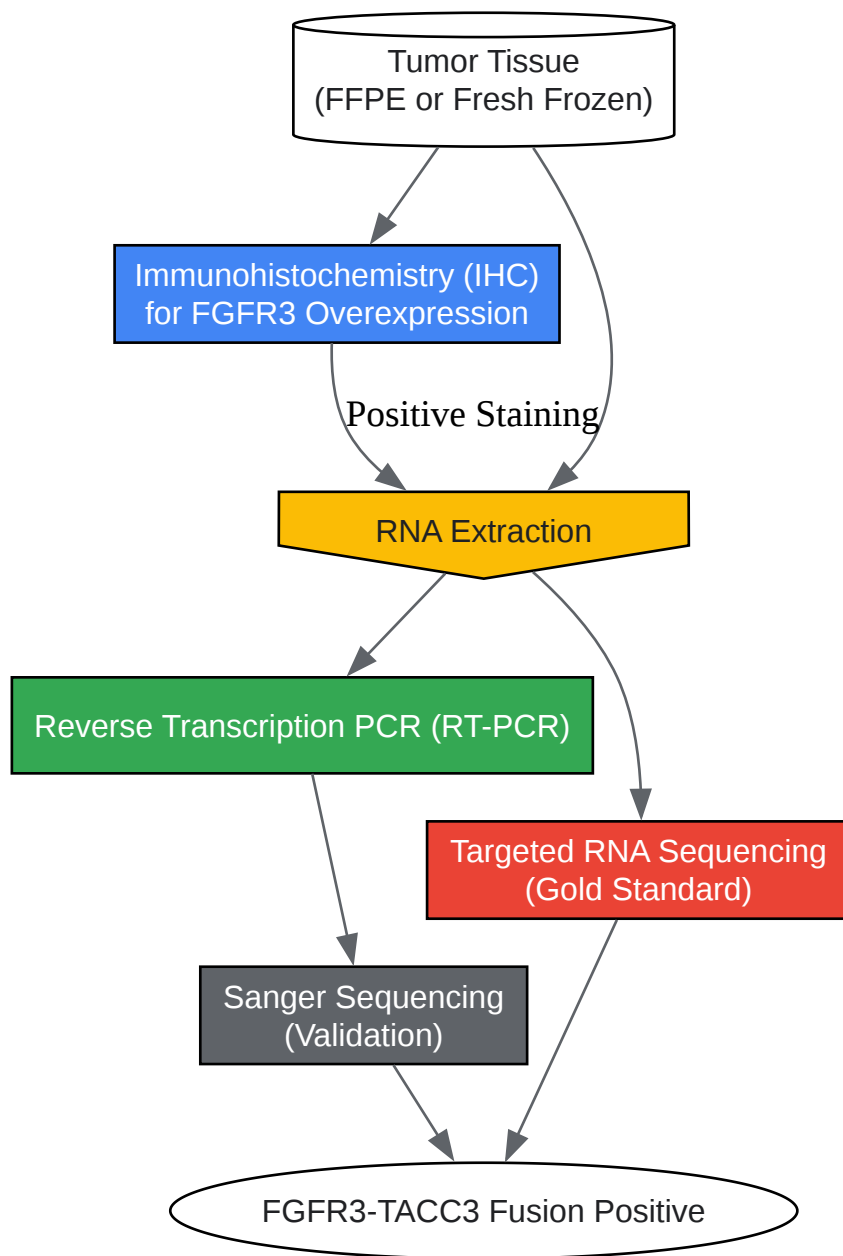 Tumor Tissue
(FFPE or Fresh Frozen)
Immunohistochemistry (IHC)
for FGFR3 Overexpression
Positive Staining
RNA Extraction
Reverse Transcription PCR (RT-PCR)
Targeted RNA Sequencing
(Gold Standard)
Sanger Sequencing
(Validation)
FGFR3-TACC3 Fusion Positive